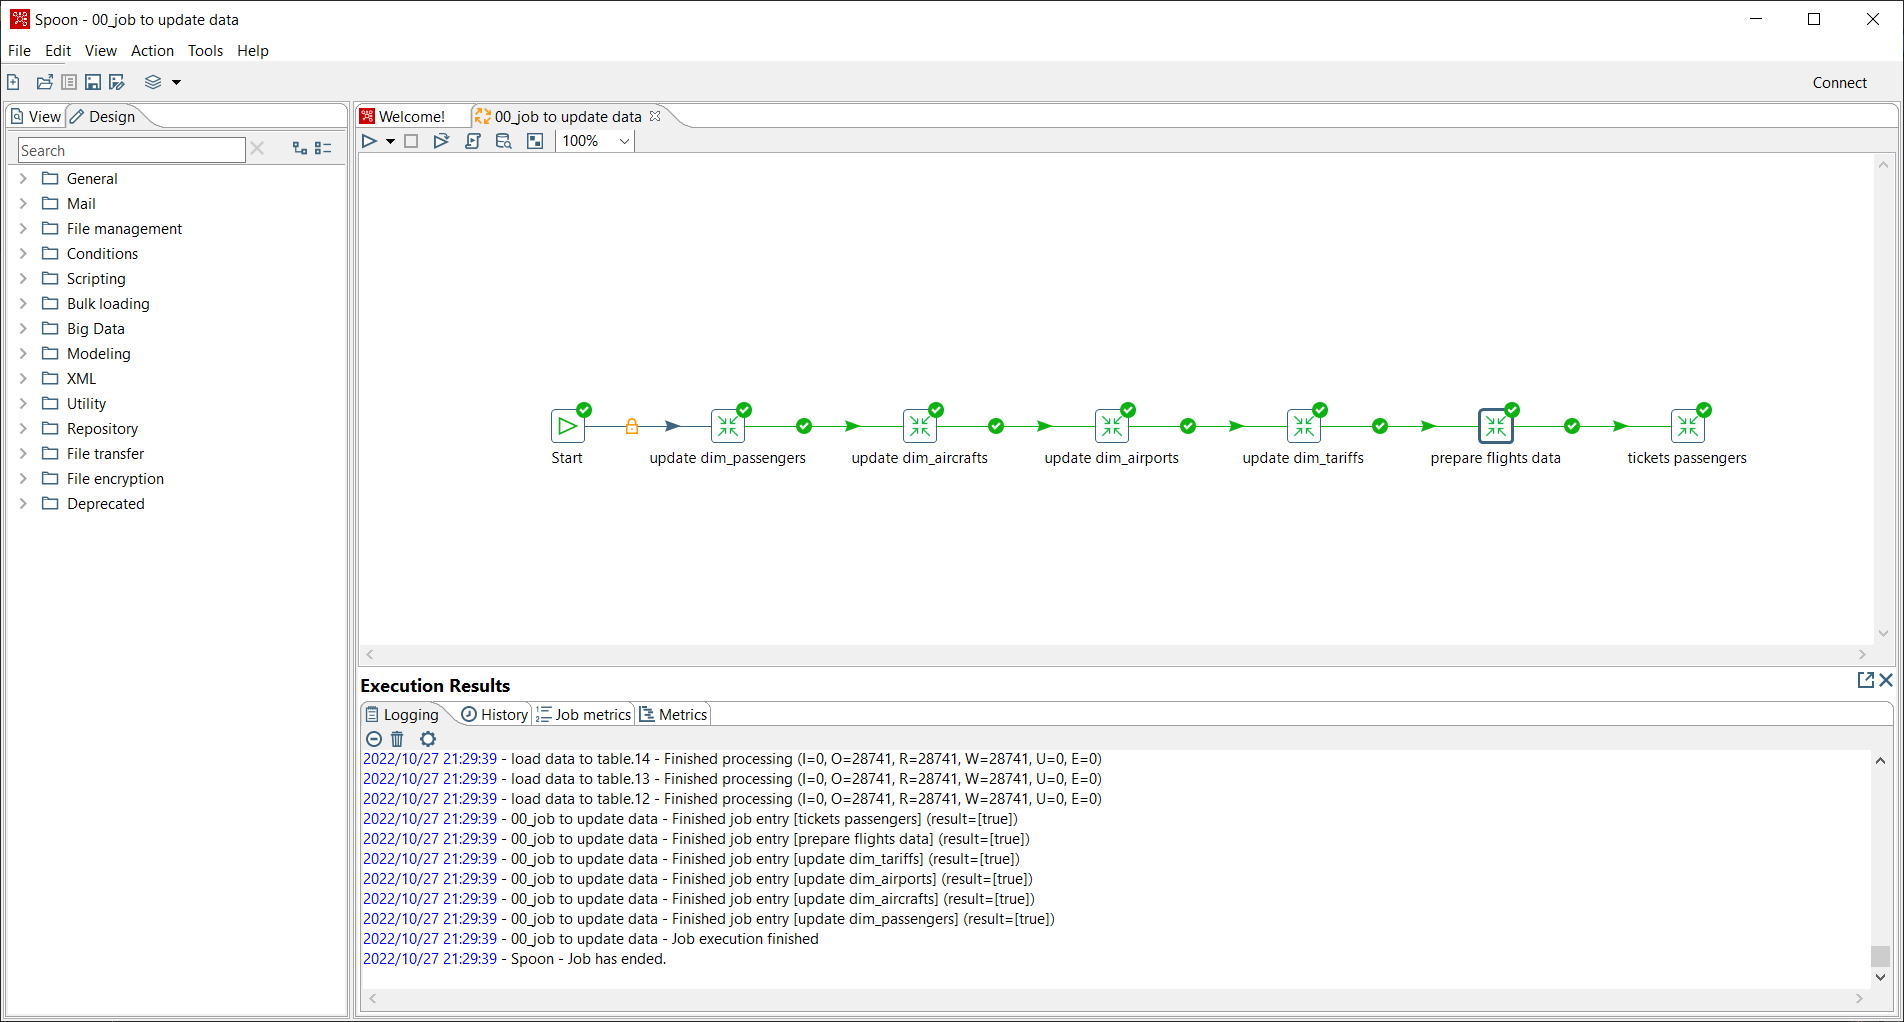 Spoon - 00_job to update data
File Edit View Action Tools Help
Connect
View Design
Search
General
Mail
File management
Conditions
Scripting
Bulk loading
Big Data
Modeling
XML
Utility
Repository
File transfer
File encryption
Deprecated
Welcome! 00_job to update data
100%
Start update dim_passengers update dim_aircrafts update dim_airports update dim_tariffs prepare flights data tickets passengers
Execution Results
Logging History Job metrics Metrics
2022/10/27 21:29:39 - load data to table.14 - Finished processing (I=0, O=28741, R=28741, W=28741, U=0, E=0)
2022/10/27 21:29:39 - load data to table.13 - Finished processing (I=0, O=28741, R=28741, W=28741, U=0, E=0)
2022/10/27 21:29:39 - load data to table.12 - Finished processing (I=0, O=28741, R=28741, W=28741, U=0, E=0)
2022/10/27 21:29:39 - 00_job to update data - Finished job entry [tickets passengers] (result=[true])
2022/10/27 21:29:39 - 00_job to update data - Finished job entry [prepare flights data] (result=[true])
2022/10/27 21:29:39 - 00_job to update data - Finished job entry [update dim_tariffs] (result=[true])
2022/10/27 21:29:39 - 00_job to update data - Finished job entry [update dim_airports] (result=[true])
2022/10/27 21:29:39 - 00_job to update data - Finished job entry [update dim_aircrafts] (result=[true])
2022/10/27 21:29:39 - 00_job to update data - Finished job entry [update dim_passengers] (result=[true])
2022/10/27 21:29:39 - 00_job to update data - Job execution finished
2022/10/27 21:29:39 - Spoon - Job has ended.